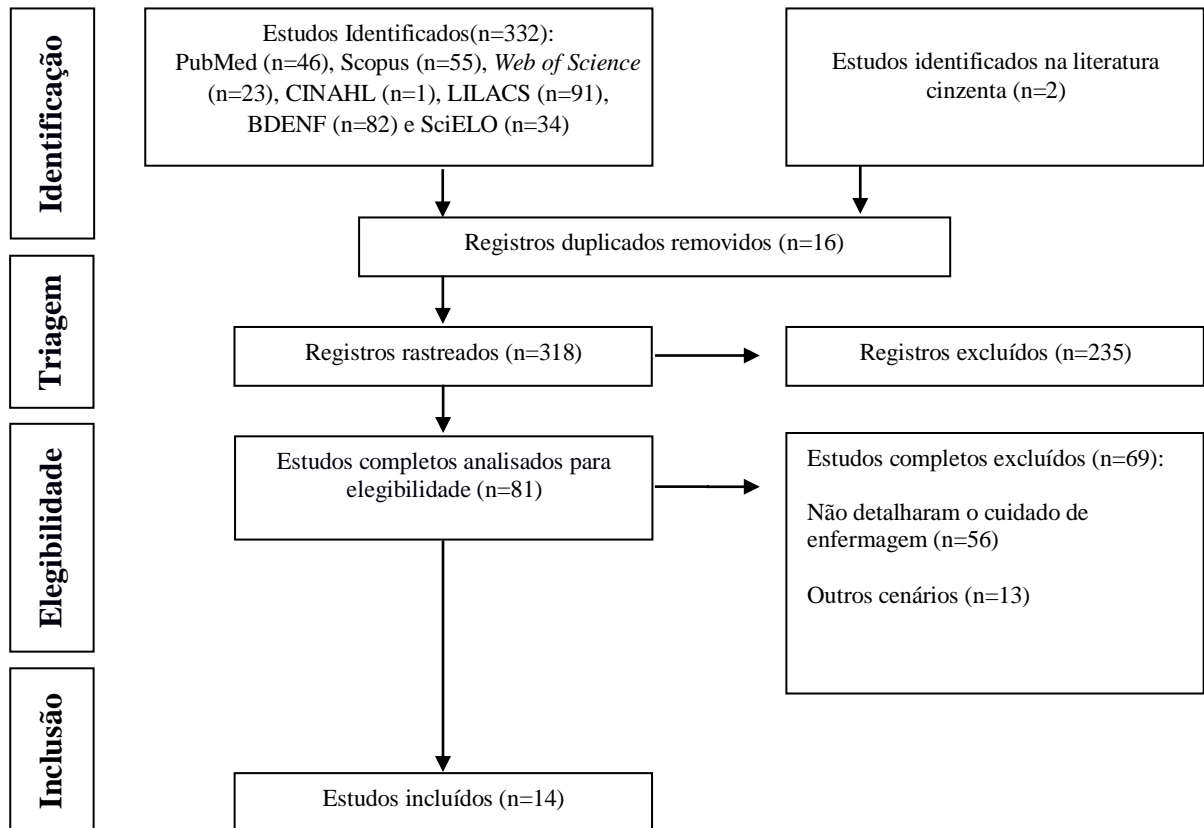 Identificação
Estudos Identificados(n=332):
PubMed (n=46), Scopus (n=55), Web of Science
(n=23), CINAHL (n=1), LILACS (n=91),
BDENF (n=82) e SciELO (n=34)
Estudos identificados na literatura
cinzenta (n=2)
Registros duplicados removidos (n=16)
Triagem
Registros rastreados (n=318)
Registros excluídos (n=235)
Elegibilidade
Estudos completos analisados para
elegibilidade (n=81)
Estudos completos excluídos (n=69):
Não detalharam o cuidado de
enfermagem (n=56)
Outros cenários (n=13)
Inclusão
Estudos incluídos (n=14)